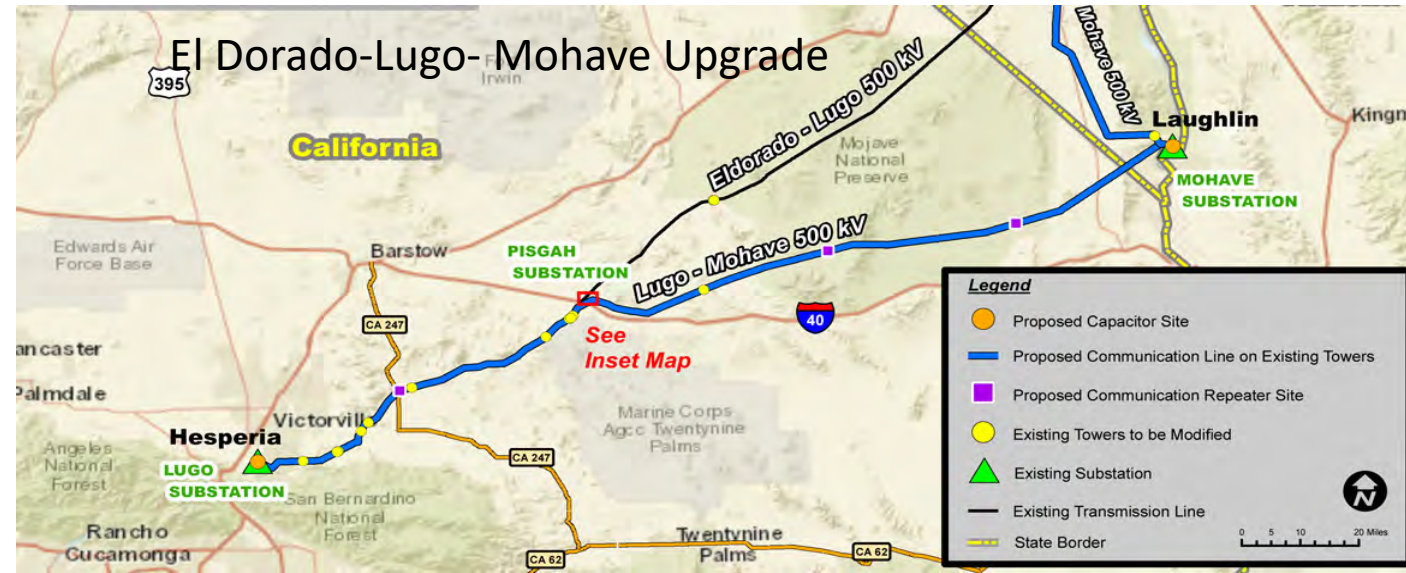 El Dorado-Lugo- Mohave Upgrade
395
Irwin
California
Eldorado - Lugo 500 kV
Mohave 500 kV
Laughlin
Kingn
Mojave
National
Preserve
MOHAVE
SUBSTATION
Edwards Air
Force Base
Barstow
PISGAH
SUBSTATION
Lugo - Mohave 500 kV
CA 247
40
See
Inset Map
ancaster
Palmdale
Victorvill
Hesperia
Angeles
National
Forest
LUGO
SUBSTATION
San Bernardino
National
Forest
Marine Corps
Agcc Twentynine
Palms
CA 247
Rancho
Cucamonga
Twentynine
Palms
CA 62
CA 62
Legend
Proposed Capacitor Site
Proposed Communication Line on Existing Towers
Proposed Communication Repeater Site
Existing Towers to be Modified
Existing Substation
Existing Transmission Line
State Border
N
0 5 10 20 Miles